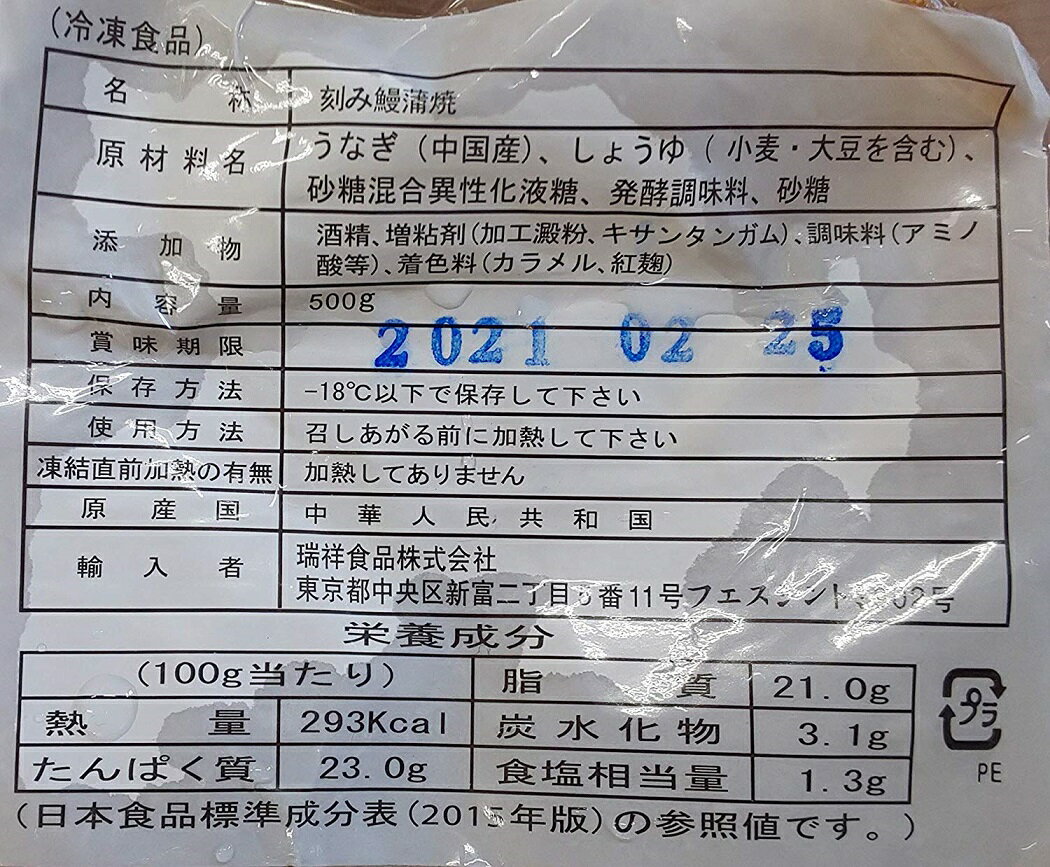 (冷凍食品)
名称 刻み鰻蒲焼
原材料名 うなぎ(中国産)、しょうゆ(小麦・大豆を含む)、
砂糖混合異性化液糖、発酵調味料、砂糖
添加物 酒精、増粘剤(加工澱粉、キサンタンガム)、調味料(アミノ
酸等)、着色料(カラメル、紅麹)
内容量 500g
賞味期限 2021 02 25
保存方法 -18℃以下で保存して下さい
使用方法 召しあがる前に加熱して下さい
凍結直前加熱の有無 加熱してありません
原産国 中華人民共和国
輸入者 瑞祥食品株式会社
東京都中央区新富二丁目5番11号
栄養成分
(100g当たり) 脂質 21.0g
熱量 293Kcal 炭水化物 3.1g
たんぱく質 23.0g 食塩相当量 1.3g
(日本食品標準成分表(2015年版)の参照値です。)
プラ
PE